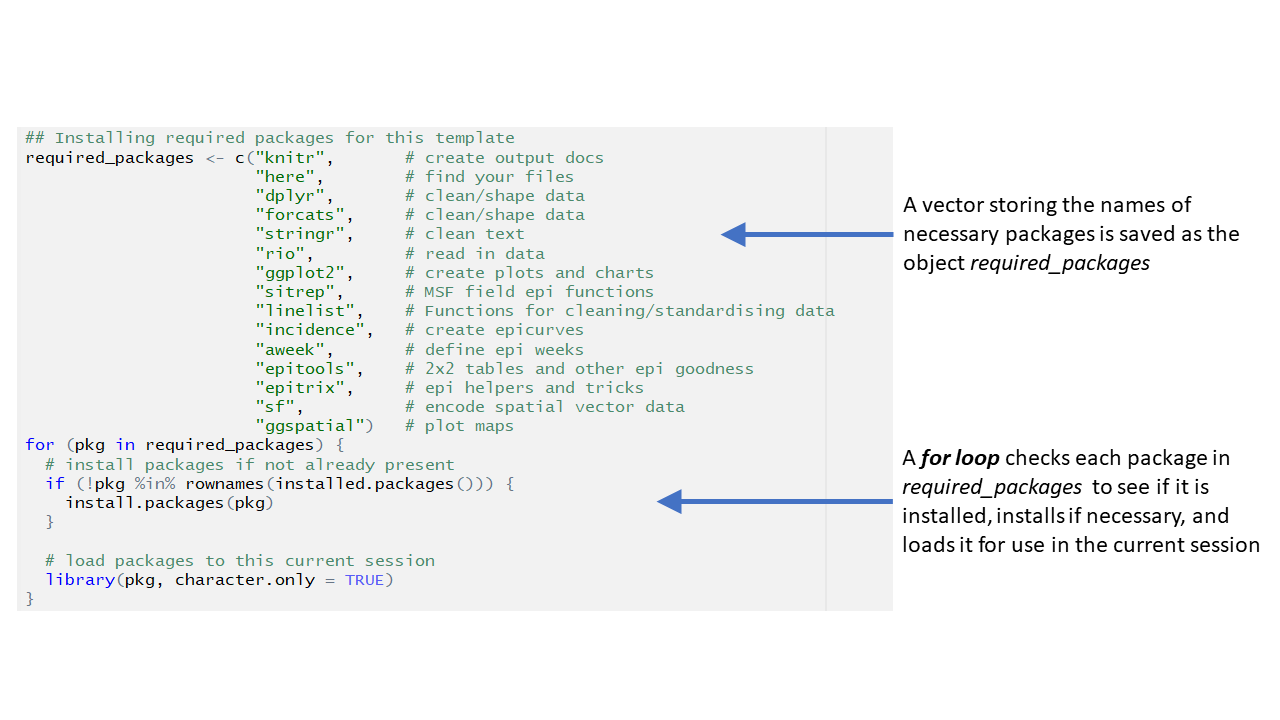 ## Installing required packages for this template
required_packages <- c("knitr",       # create output docs
                       "here",        # find your files
                       "dplyr",       # clean/shape data
                       "forcats",     # clean/shape data
                       "stringr",     # clean text
                       "rio",         # read in data
                       "ggplot2",     # create plots and charts
                       "sitrep",      # MSF field epi functions
                       "linelist",    # Functions for cleaning/standardising data
                       "incidence",   # create epicurves
                       "aweek",       # define epi weeks
                       "epitools",    # 2x2 tables and other epi goodness
                       "epitrix",     # epi helpers and tricks
                       "sf",          # encode spatial vector data
                       "ggspatial")   # plot maps
for (pkg in required_packages) {
  # install packages if not already present
  if (!pkg %in% rownames(installed.packages())) {
    install.packages(pkg)
  }

  # load packages to this current session
  library(pkg, character.only = TRUE)
}
A vector storing the names of
necessary packages is saved as the
object required_packages
A for loop checks each package in
required_packages to see if it is
installed, installs if necessary, and
loads it for use in the current session